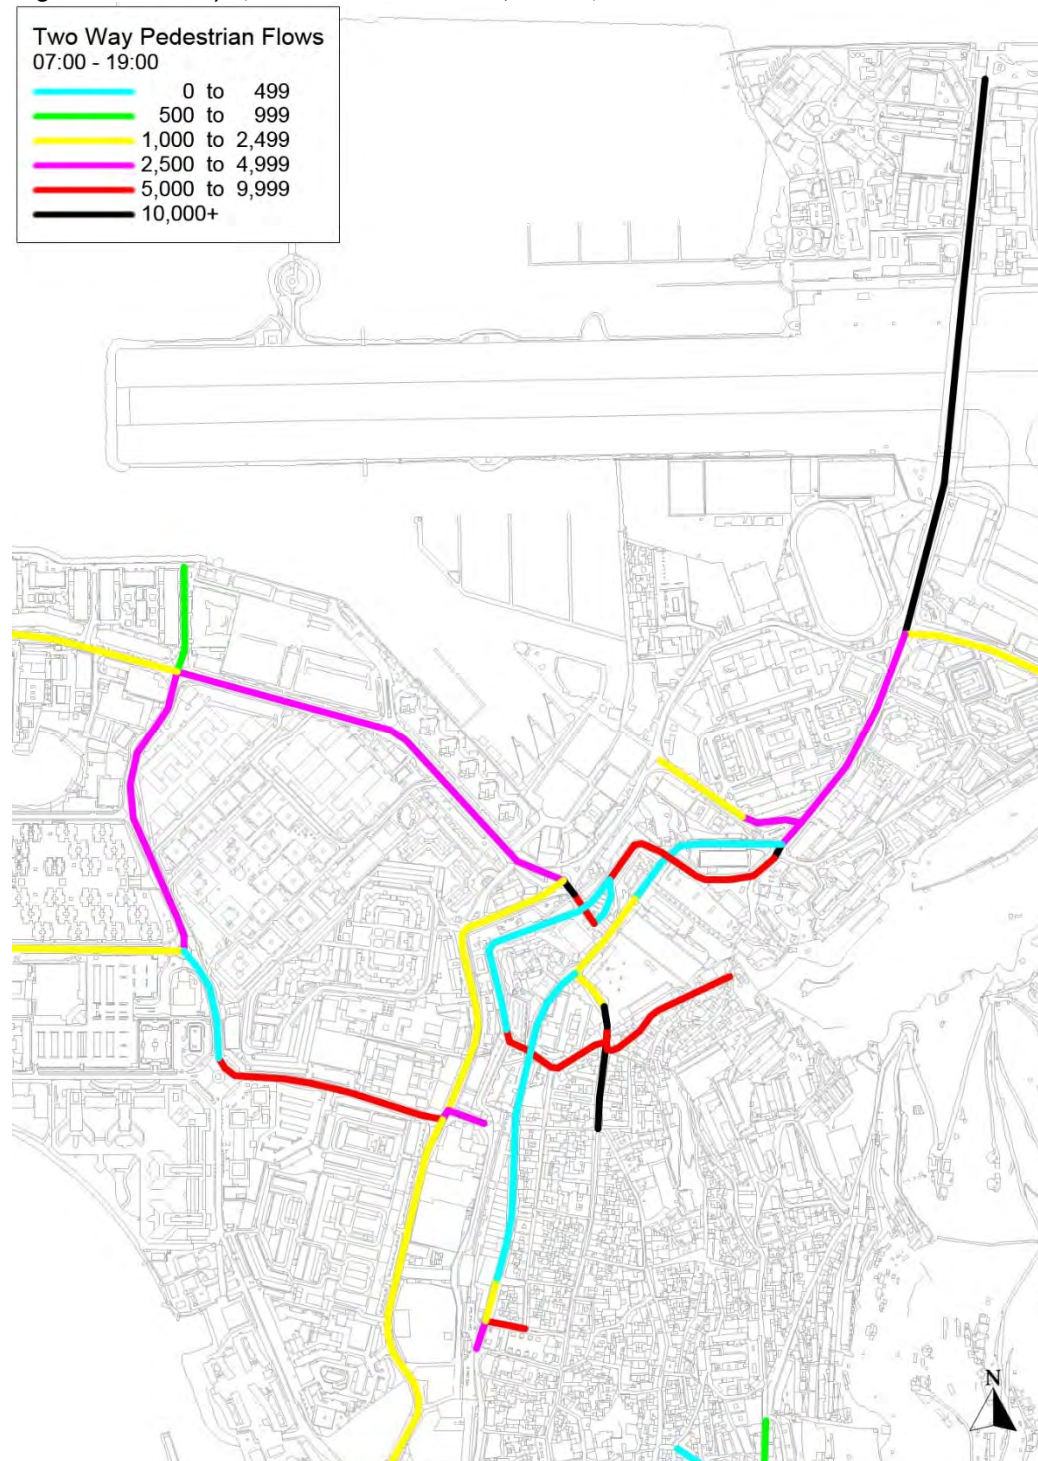 Two Way Pedestrian Flows
07:00 - 19:00
0 to 499
500 to 999
1,000 to 2,499
2,500 to 4,999
5,000 to 9,999
10,000+
N